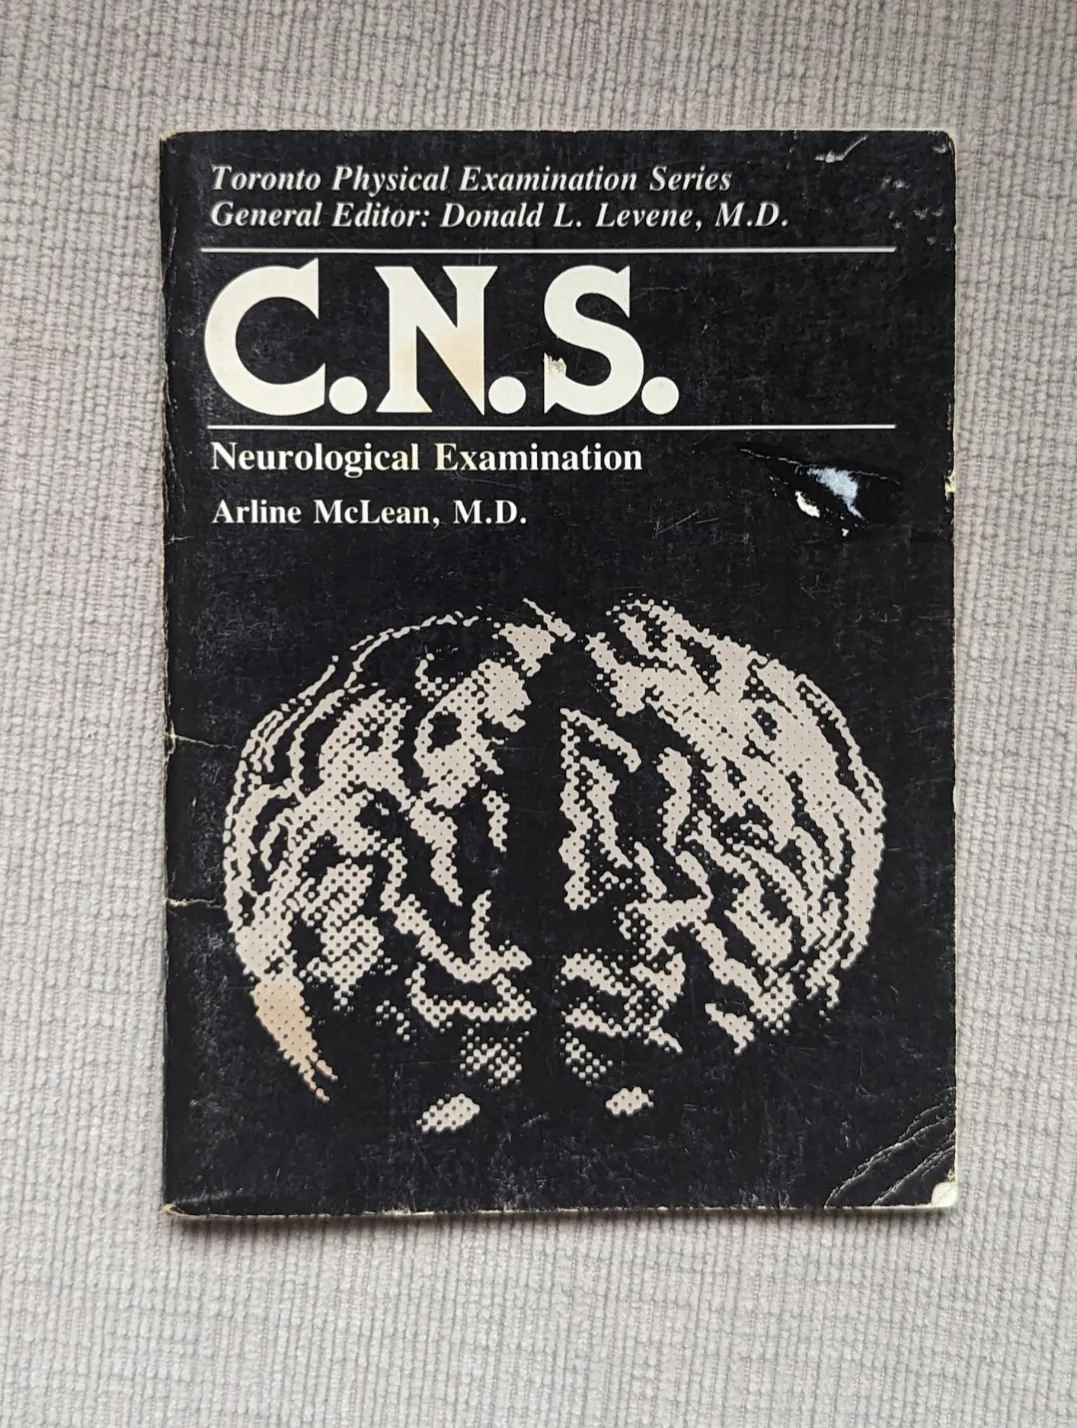 Toronto Physical Examination Series
General Editor: Donald L. Levene, M.D.
C.N.S.
Neurological Examination
Arline McLean, M.D.